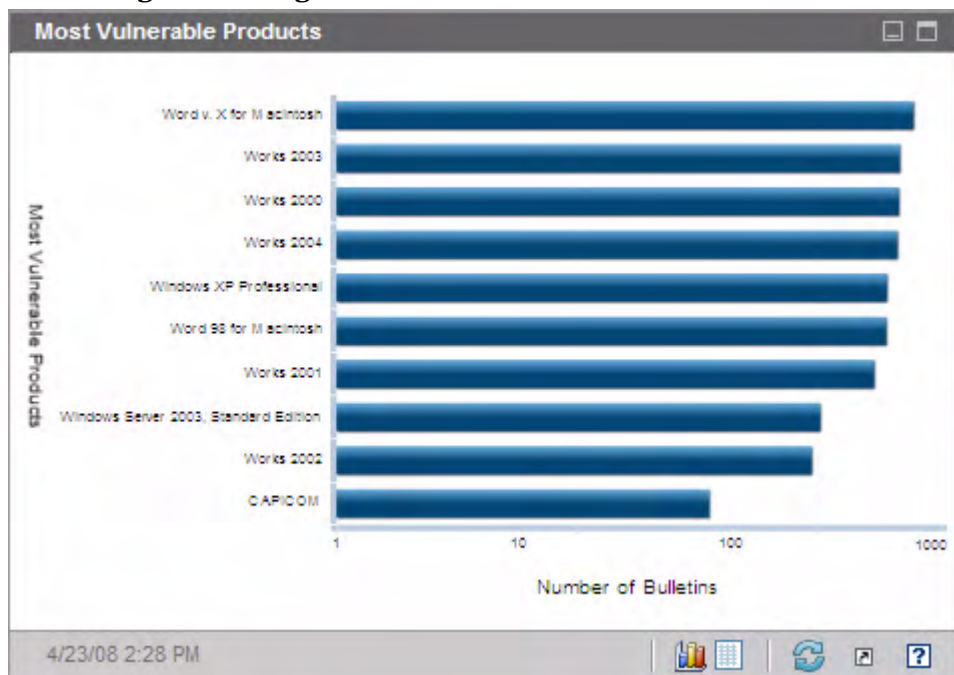 Most Vulnerable Products
Most Vulnerable Products
Word v. X for Macintosh
Works 2003
Works 2000
Works 2004
Windows XP Professional
Word 98 for Macintosh
Works 2001
Windows Server 2003, Standard Edition
Works 2002
CAPICOM
1
10
100
1000
Number of Bulletins
4/23/08 2:28 PM
?